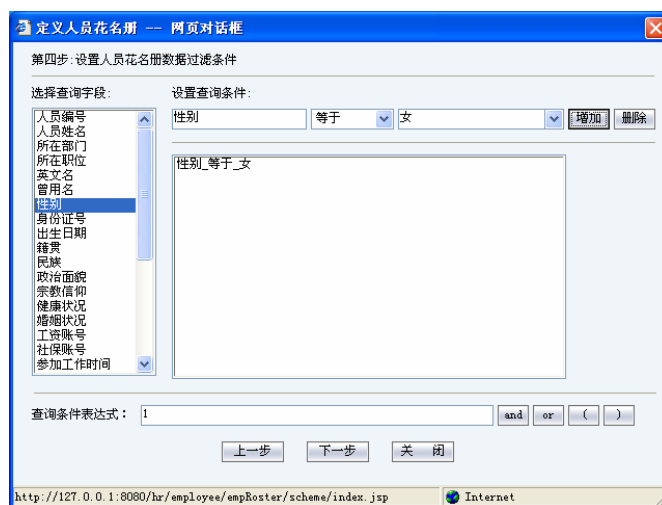 定义人员花名册 -- 网页对话框
第四步:设置人员花名册数据过滤条件
选择查询字段:
设置查询条件:
性别 等于 女 增加 删除
人员编号
人员姓名
所在部门
所在职位
英文名
曾用名
性别
身份证号
出生日期
籍贯
民族
政治面貌
宗教信仰
健康状况
婚姻状况
工资账号
社保账号
参加工作时间
性别_等于_女
查询条件表达式： 1 and or ( )
上一步 下一步 关 闭
http://127.0.0.1:8080/hr/employee/empRoster/scheme/index.jsp Internet